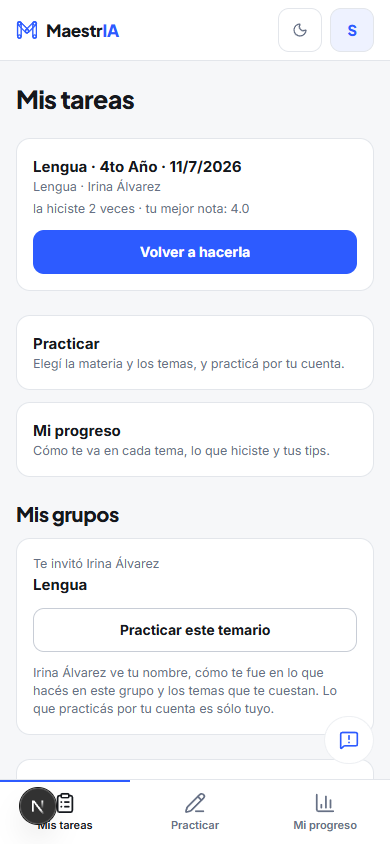 MaestrIA
S
Mis tareas
Lengua · 4to Año · 11/7/2026
Lengua · Irina Álvarez
la hiciste 2 veces · tu mejor nota: 4.0
Volver a hacerla
Practicar
Elegí la materia y los temas, y practicá por tu cuenta.
Mi progreso
Cómo te va en cada tema, lo que hiciste y tus tips.
Mis grupos
Te invitó Irina Álvarez
Lengua
Practicar este temario
Irina Álvarez ve tu nombre, cómo te fue en lo que
hacés en este grupo y los temas que te cuestan. Lo
que practicás por tu cuenta es sólo tuyo.
N
Mis tareas
Practicar
Mi progreso